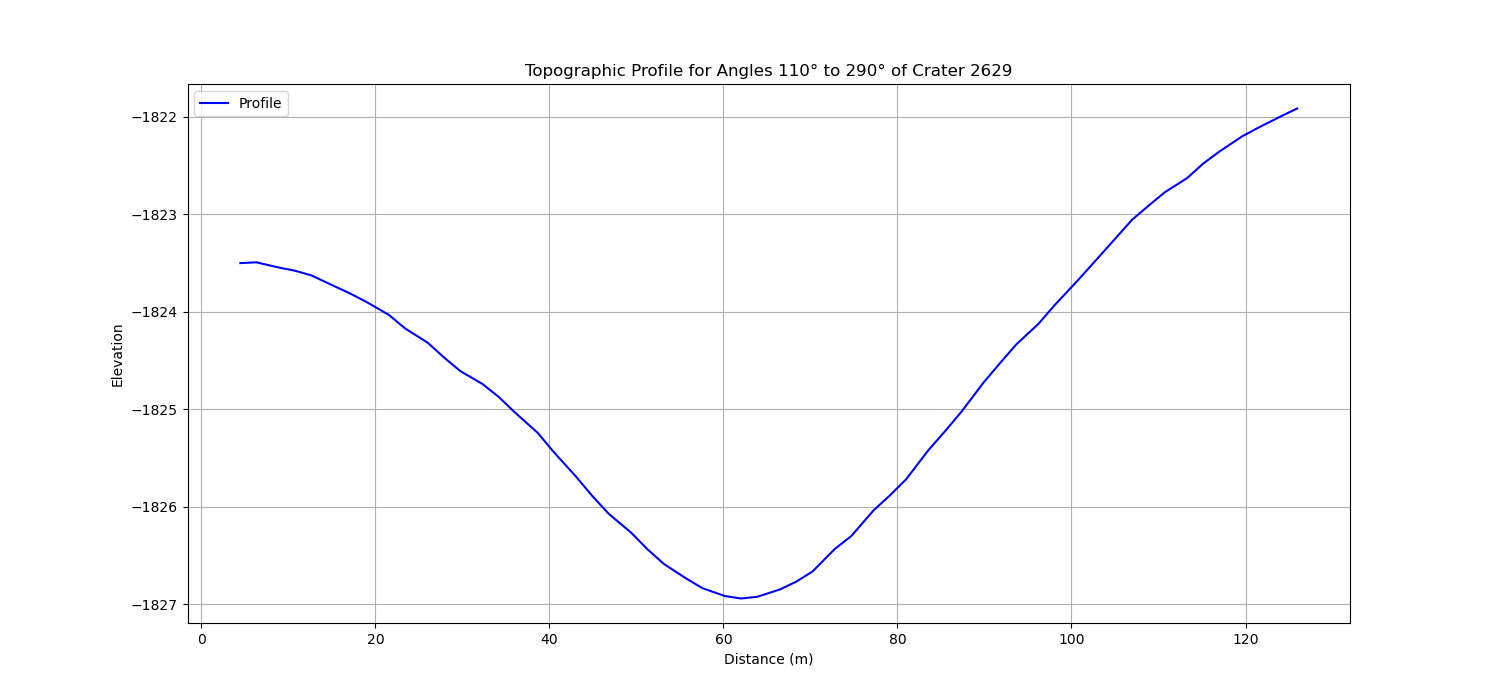 Topographic Profile for Angles 110° to 290° of Crater 2629
Profile
−1822
−1823
−1824
−1825
−1826
−1827
Elevation
0 20 40 60 80 100 120
Distance (m)